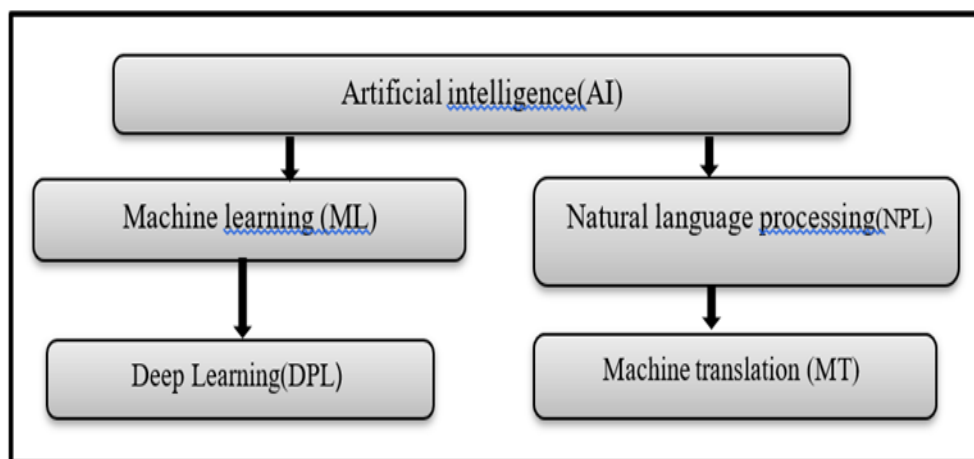 Artificial intelligence(AI)
Machine learning (ML)
Natural language processing(NPL)
Deep Learning(DPL)
Machine translation (MT)